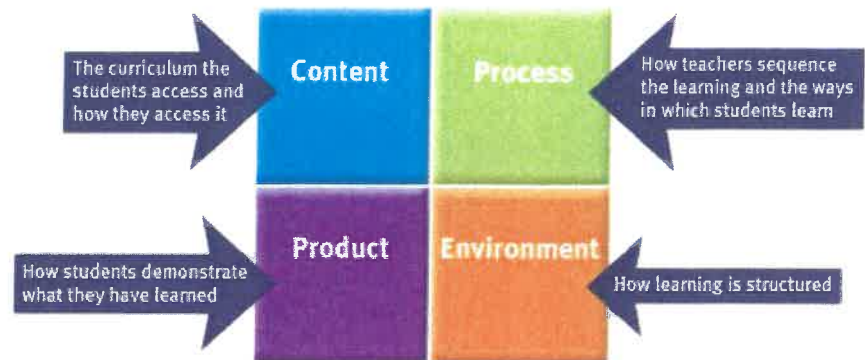 The curriculum the
students access and
how they access it
Content
Process
How teachers sequence
the learning and the ways
in which students learn
How students demonstrate
what they have learned
Product
Environment
How learning is structured